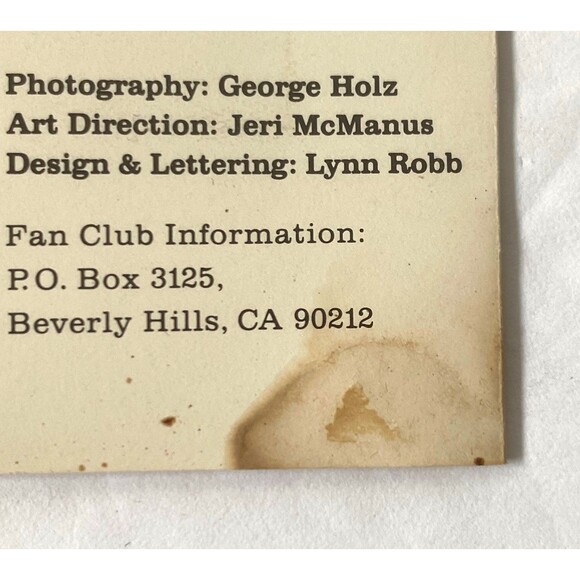 Photography: George Holz
Art Direction: Jeri McManus
Design & Lettering: Lynn Robb
Fan Club Information:
P.O. Box 3125,
Beverly Hills, CA 90212